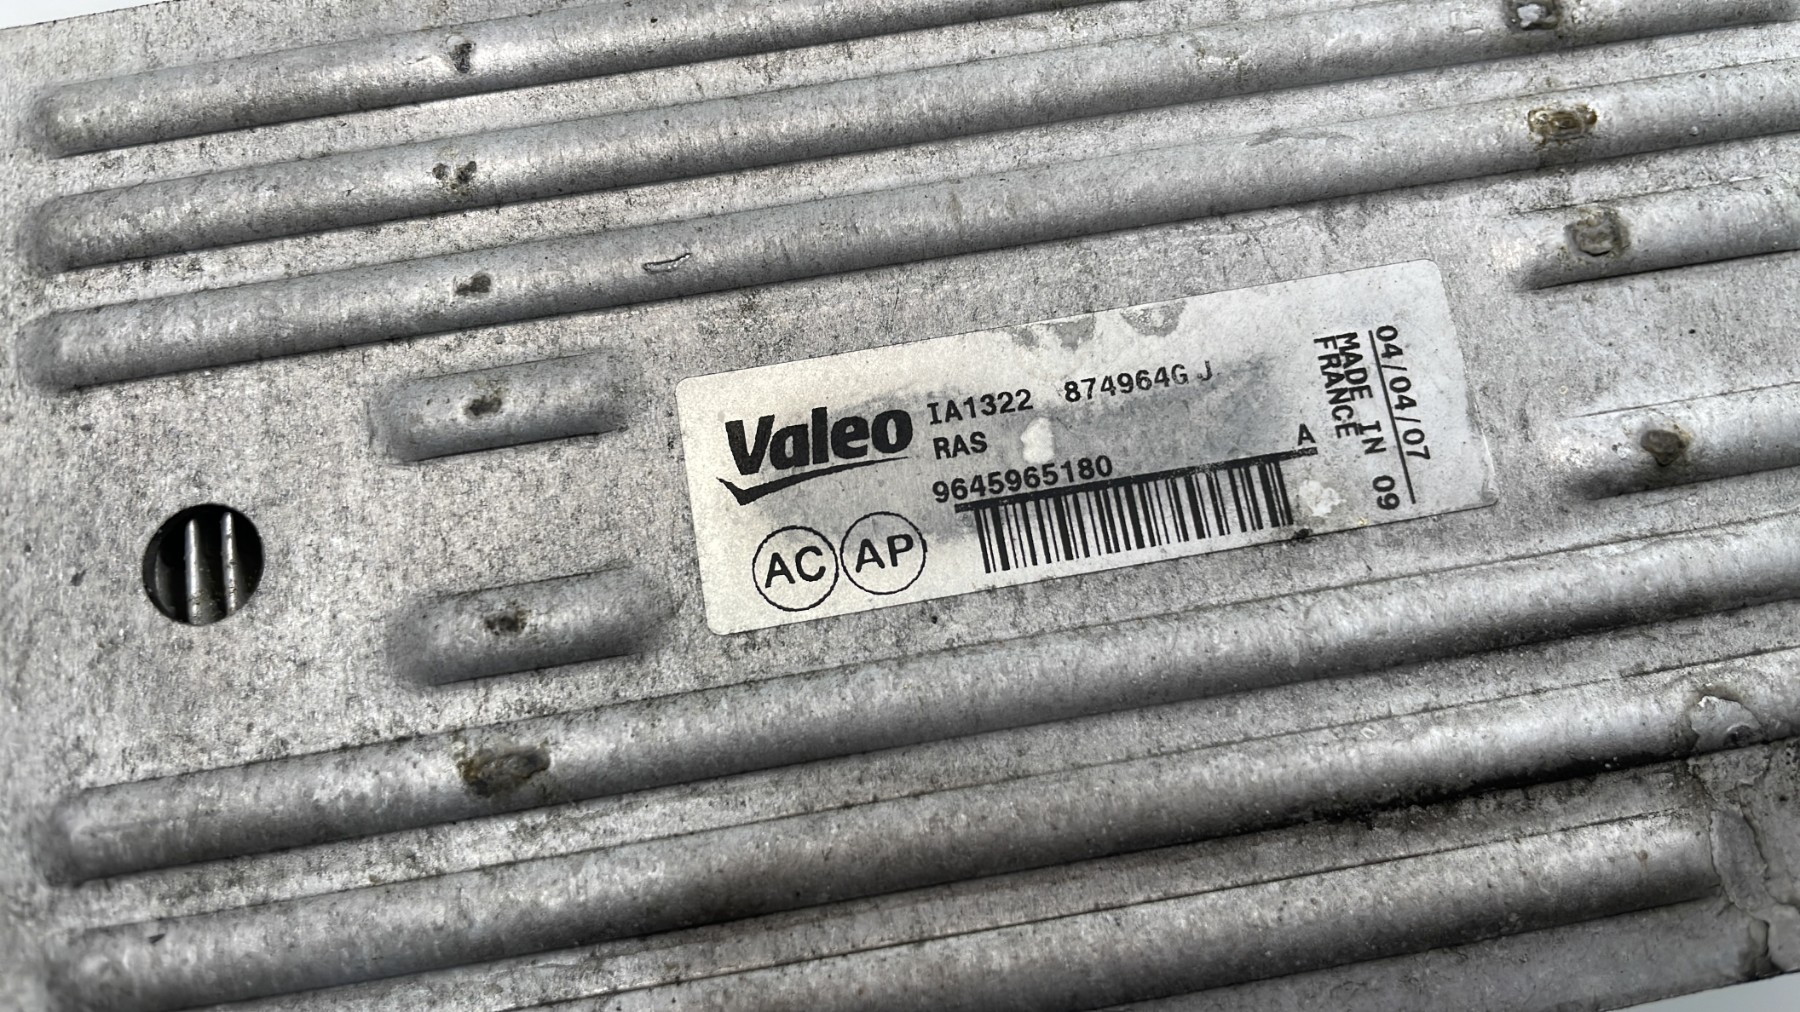 Valeo
IA1322 874964G J
RAS
9645965180 A
AC AP
04/04/07
MADE IN 09
FRANCE